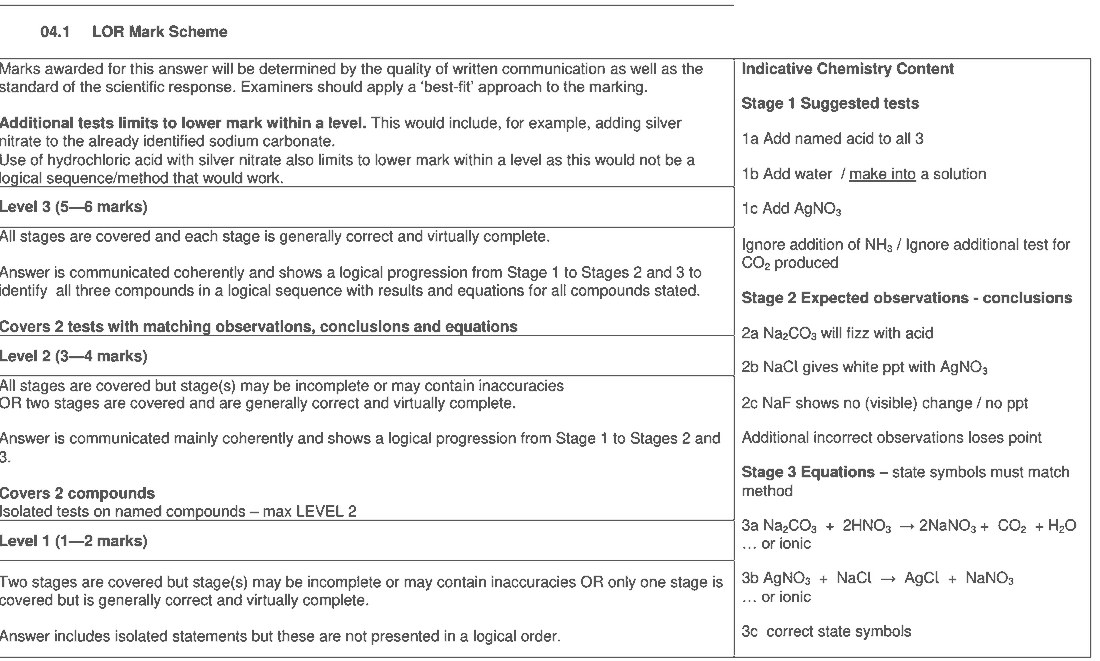 04.1 LOR Mark Scheme
Marks awarded for this answer will be determined by the quality of written communication as well as the
standard of the scientific response. Examiners should apply a 'best-fit' approach to the marking.
Additional tests limits to lower mark within a level. This would include, for example, adding silver
nitrate to the already identified sodium carbonate.
Use of hydrochloric acid with silver nitrate also limits to lower mark within a level as this would not be a
logical sequence/method that would work.
Level 3 (5—6 marks)
All stages are covered and each stage is generally correct and virtually complete.
Answer is communicated coherently and shows a logical progression from Stage 1 to Stages 2 and 3 to
identify all three compounds in a logical sequence with results and equations for all compounds stated.
Covers 2 tests with matching observations, conclusions and equations
Level 2 (3—4 marks)
All stages are covered but stage(s) may be incomplete or may contain inaccuracies
OR two stages are covered and are generally correct and virtually complete.
Answer is communicated mainly coherently and shows a logical progression from Stage 1 to Stages 2 and
3.
Covers 2 compounds
Isolated tests on named compounds – max LEVEL 2
Level 1 (1—2 marks)
Two stages are covered but stage(s) may be incomplete or may contain inaccuracies OR only one stage is
covered but is generally correct and virtually complete.
Answer includes isolated statements but these are not presented in a logical order.
Indicative Chemistry Content
Stage 1 Suggested tests
1a Add named acid to all 3
1b Add water / make into a solution
1c Add AgNO₃
Ignore addition of NH₃ / Ignore additional test for
CO₂ produced
Stage 2 Expected observations - conclusions
2a Na₂CO₃ will fizz with acid
2b NaCl gives white ppt with AgNO₃
2c NaF shows no (visible) change / no ppt
Additional incorrect observations loses point
Stage 3 Equations – state symbols must match
method
3a Na₂CO₃ + 2HNO₃ → 2NaNO₃ + CO₂ + H₂O
… or ionic
3b AgNO₃ + NaCl → AgCl + NaNO₃
… or ionic
3c correct state symbols